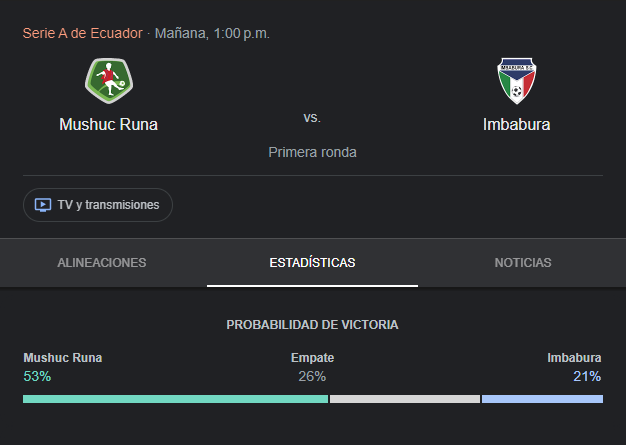 Serie A de Ecuador · Mañana, 1:00 p.m.
IMBABURA S.C.
Mushuc Runa
vs.
Imbabura
Primera ronda
TV y transmisiones
ALINEACIONES
ESTADÍSTICAS
NOTICIAS
PROBABILIDAD DE VICTORIA
Mushuc Runa
Empate
Imbabura
53%
26%
21%